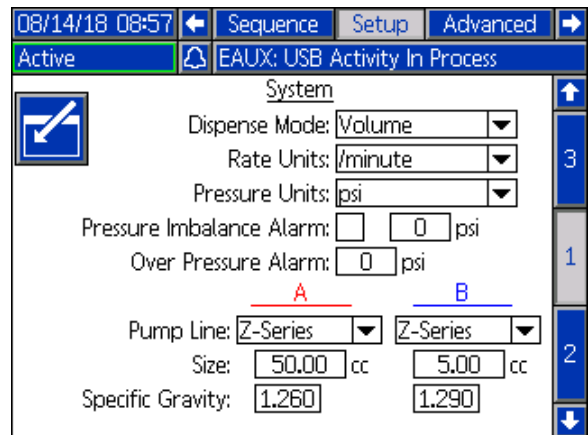 08/14/18 08:57 Sequence Setup Advanced
Active EAUX: USB Activity In Process
System
Dispense Mode: Volume
Rate Units: /minute
3
Pressure Units: psi
Pressure Imbalance Alarm: 0 psi
Over Pressure Alarm: 0 psi
1
A B
Pump Line: Z-Series Z-Series
Size: 50.00 cc 5.00 cc
2
Specific Gravity: 1.260 1.290